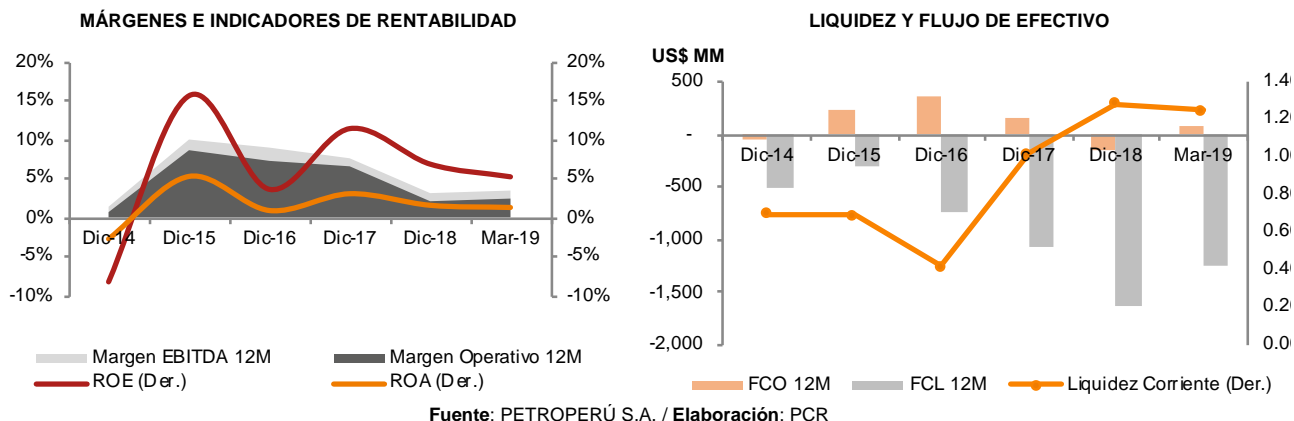 MÁRGENES E INDICADORES DE RENTABILIDAD
20%
15%
10%
5%
0%
-5%
-10%
20%
15%
10%
5%
0%
-5%
-10%
Dic-14
Dic-15
Dic-16
Dic-17
Dic-18
Mar-19
Margen EBITDA 12M
Margen Operativo 12M
ROE (Der.)
ROA (Der.)
LIQUIDEZ Y FLUJO DE EFECTIVO
US$ MM
500
-
-500
-1,000
-1,500
-2,000
1.40
1.20
1.00
0.80
0.60
0.40
0.20
0.00
Dic-14
Dic-15
Dic-16
Dic-17
Dic-18
Mar-19
FCO 12M
FCL 12M
Liquidez Corriente (Der.)
Fuente: PETROPERÚ S.A. / Elaboración: PCR